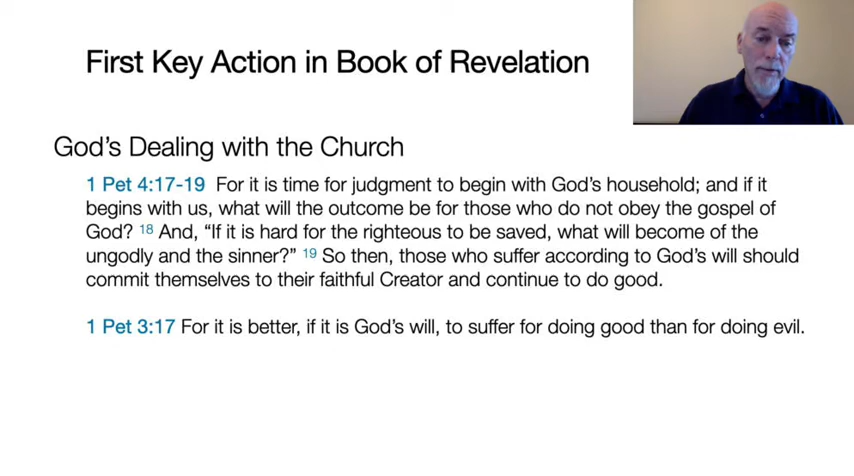 First Key Action in Book of Revelation
God's Dealing with the Church
1 Pet 4:17-19 For it is time for judgment to begin with God's household; and if it
begins with us, what will the outcome be for those who do not obey the gospel of
God? 18 And, “If it is hard for the righteous to be saved, what will become of the
ungodly and the sinner?” 19 So then, those who suffer according to God's will should
commit themselves to their faithful Creator and continue to do good.
1 Pet 3:17 For it is better, if it is God's will, to suffer for doing good than for doing evil.